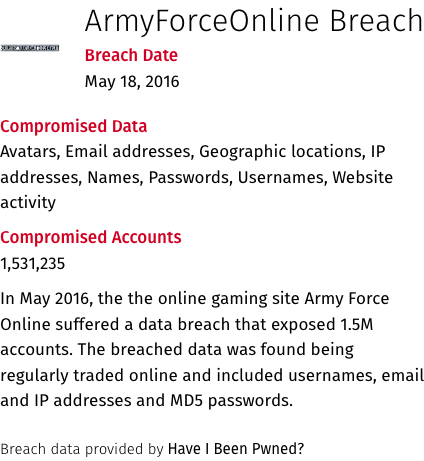 ArmyForceOnline Breach
Breach Date
May 18, 2016
Compromised Data
Avatars, Email addresses, Geographic locations, IP
addresses, Names, Passwords, Usernames, Website
activity
Compromised Accounts
1,531,235
In May 2016, the the online gaming site Army Force
Online suffered a data breach that exposed 1.5M
accounts. The breached data was found being
regularly traded online and included usernames, email
and IP addresses and MD5 passwords.
Breach data provided by Have I Been Pwned?